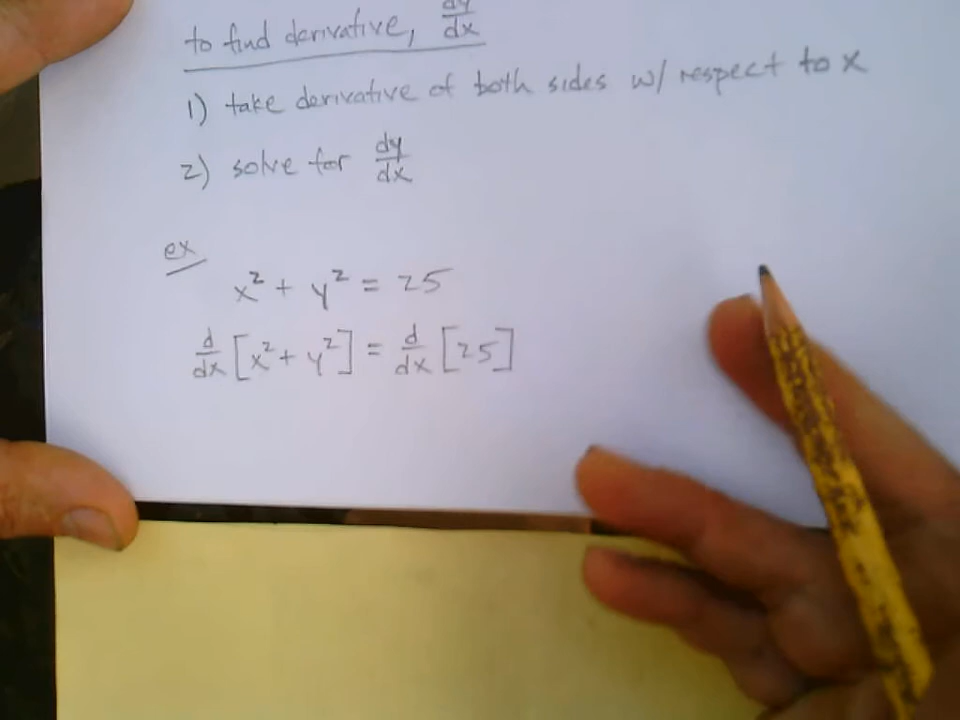 to find derivative, dy/dx
1) take derivative of both sides w/ respect to x
2) solve for dy/dx
ex
x² + y² = 25
d/dx [x² + y²] = d/dx [25]